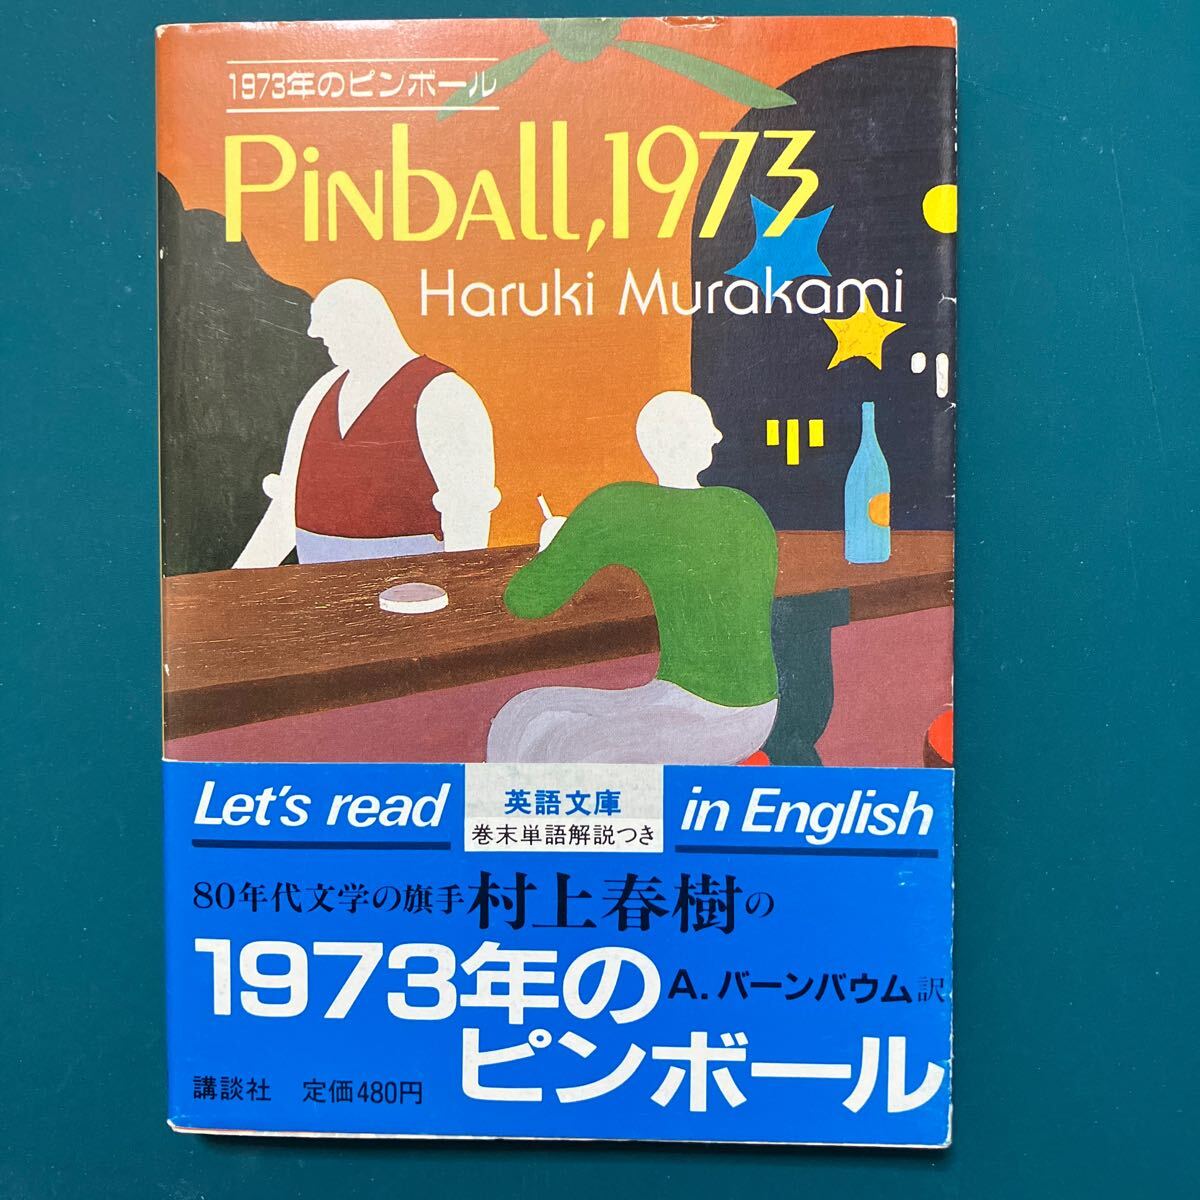 1973年のピンボール
Pinball,1973
Haruki Murakami
Let's read
英語文庫
巻末単語解説つき
in English
80年代文学の旗手村上春樹の
1973年の
A.バーンバウム訳
ピンボール
講談社 定価480円